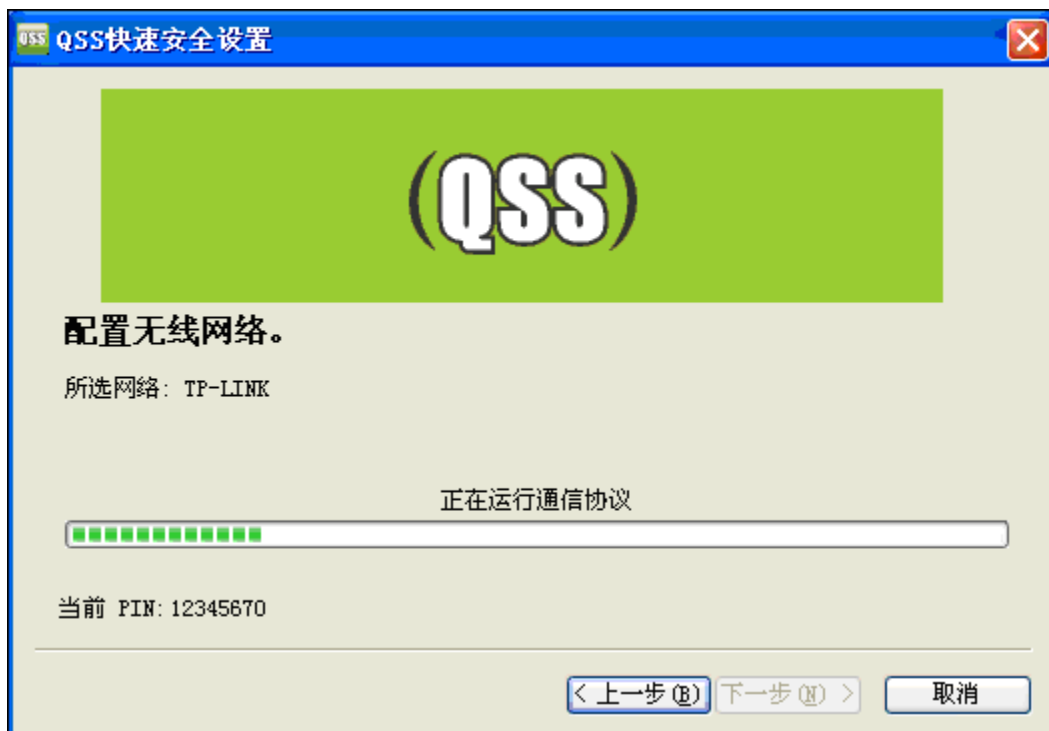 QSS QSS快速安全设置
(QSS)
配置无线网络。
所选网络: TP-LINK
正在运行通信协议
当前 PIN: 12345670
< 上一步(B) 下一步(N) > 取消